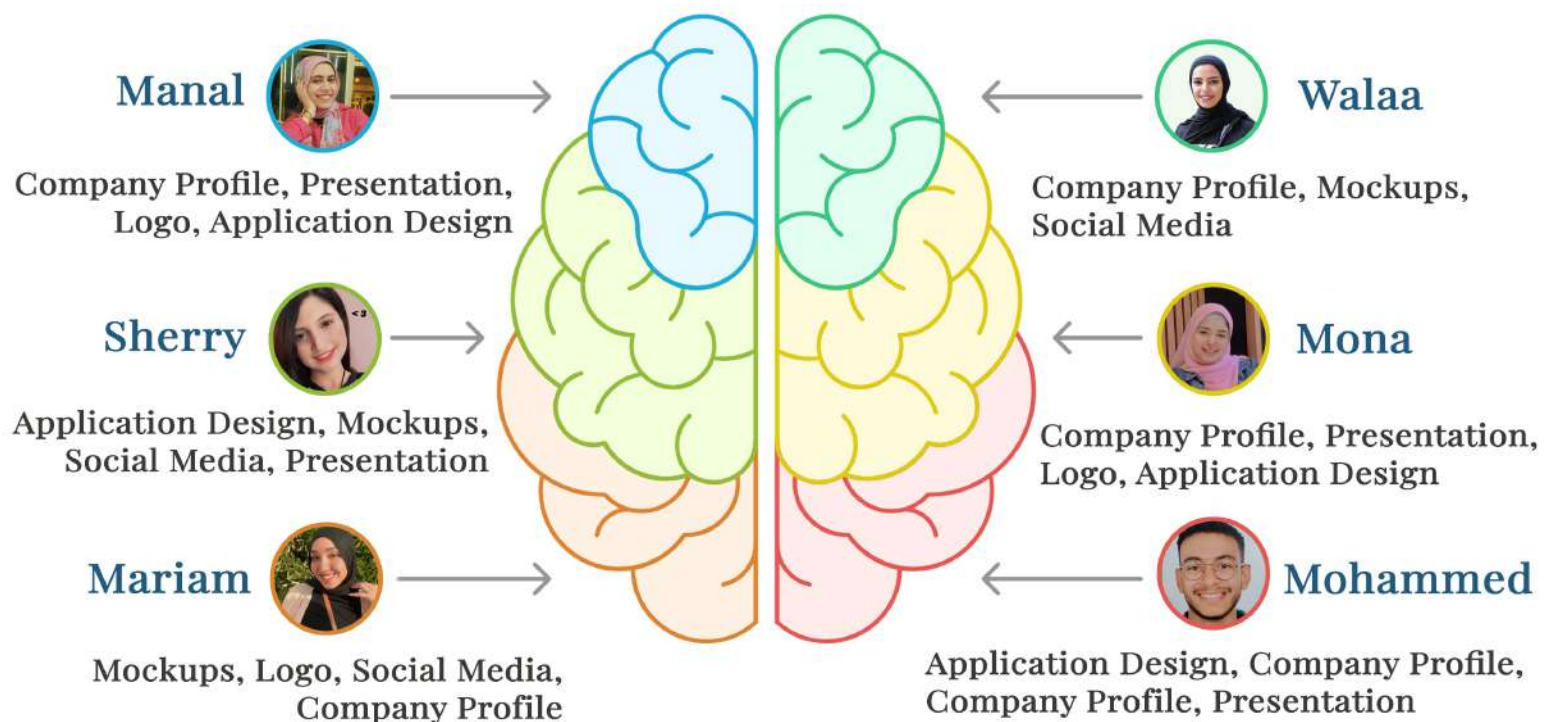 Manal
Company Profile, Presentation,
Logo, Application Design
Sherry
<3
Application Design, Mockups,
Social Media, Presentation
Mariam
Mockups, Logo, Social Media,
Company Profile
Walaa
Company Profile, Mockups,
Social Media
Mona
Company Profile, Presentation,
Logo, Application Design
Mohammed
Application Design, Company Profile,
Company Profile, Presentation